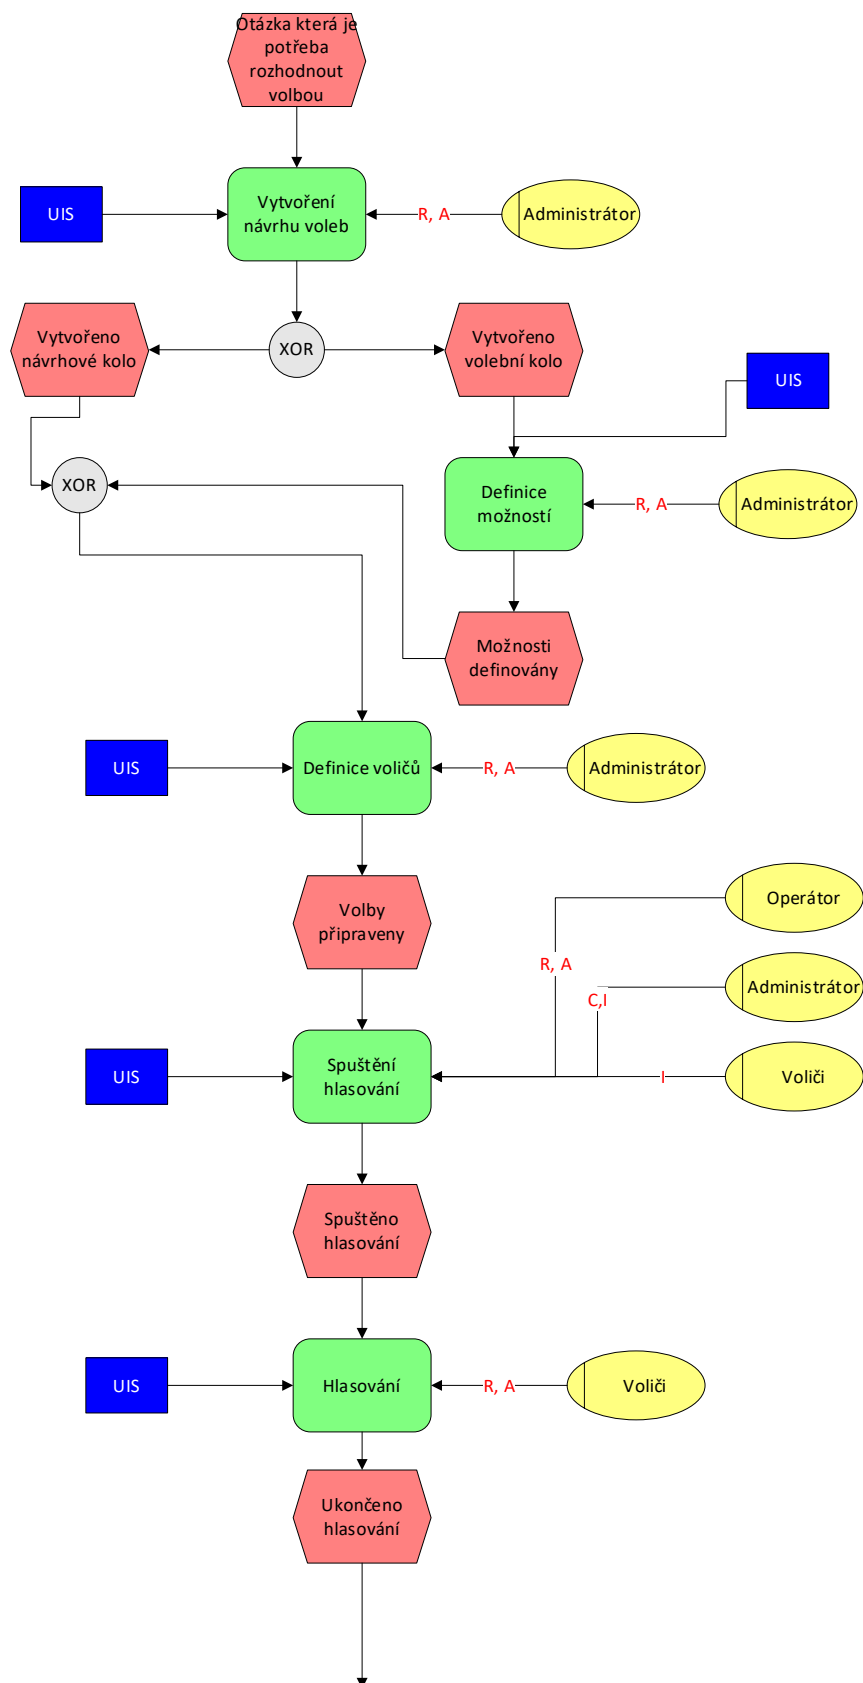 Otázka která je
potřeba
rozhodnout
volbou
UIS
Vytvoření
návrhu voleb
R, A
Administrátor
Vytvořeno
návrhové kolo
XOR
Vytvořeno
volební kolo
UIS
XOR
Definice
možností
R, A
Administrátor
Možnosti
definovány
UIS
Definice voličů
R, A
Administrátor
Volby
připraveny
Operátor
R, A
Administrátor
C,I
UIS
Spuštění
hlasování
I
Voliči
Spuštěno
hlasování
UIS
Hlasování
R, A
Voliči
Ukončeno
hlasování